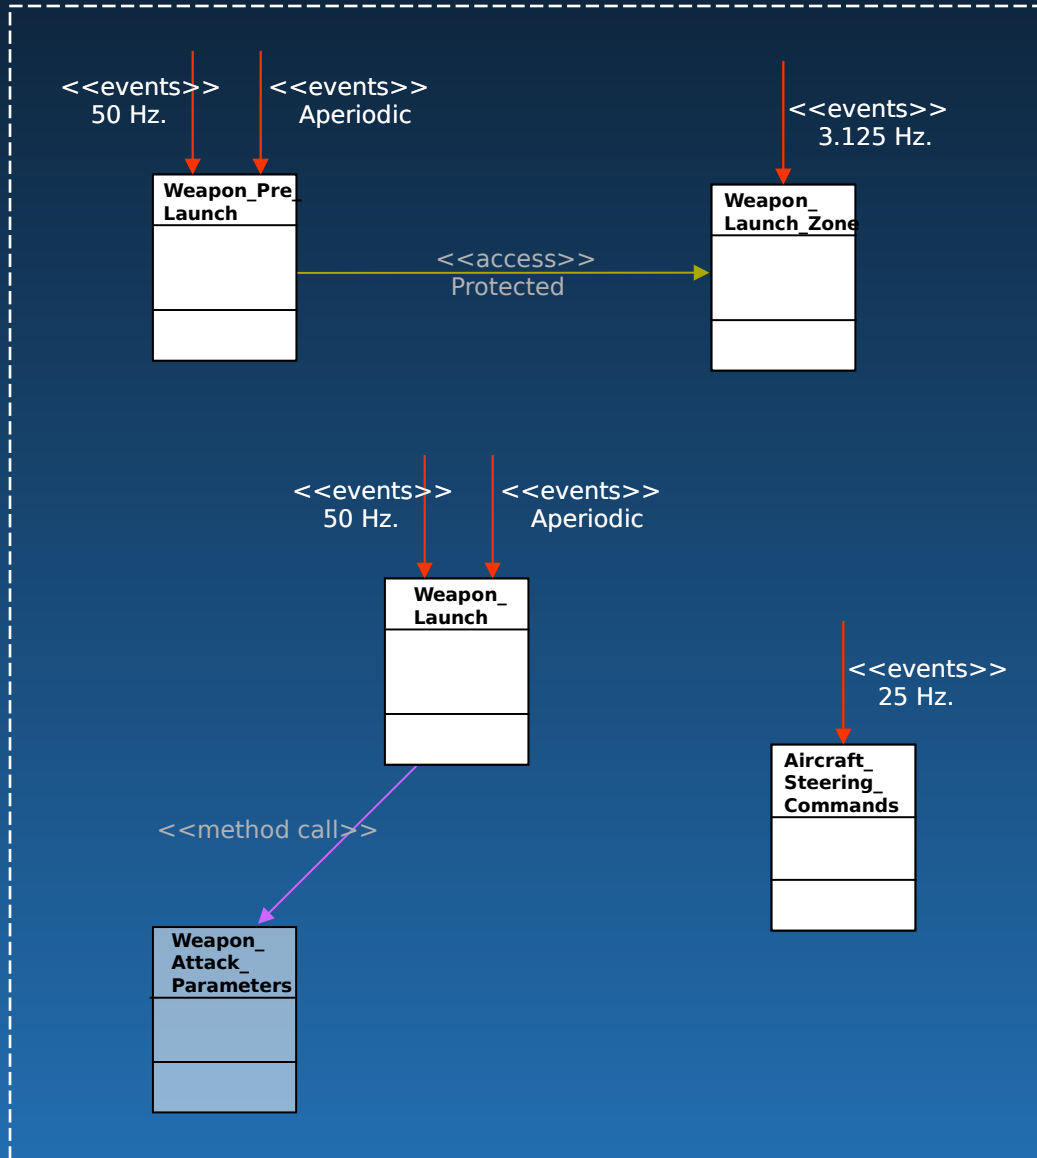 <<events>>
50 Hz.
<<events>>
Aperiodic
<<events>>
3.125 Hz.
Weapon_Pre_
Launch
Weapon_
Launch_Zone
<<access>>
Protected
<<events>>
50 Hz.
<<events>>
Aperiodic
Weapon_
Launch
<<events>>
25 Hz.
Aircraft_
Steering_
Commands
<<method call>>
Weapon_
Attack_
Parameters